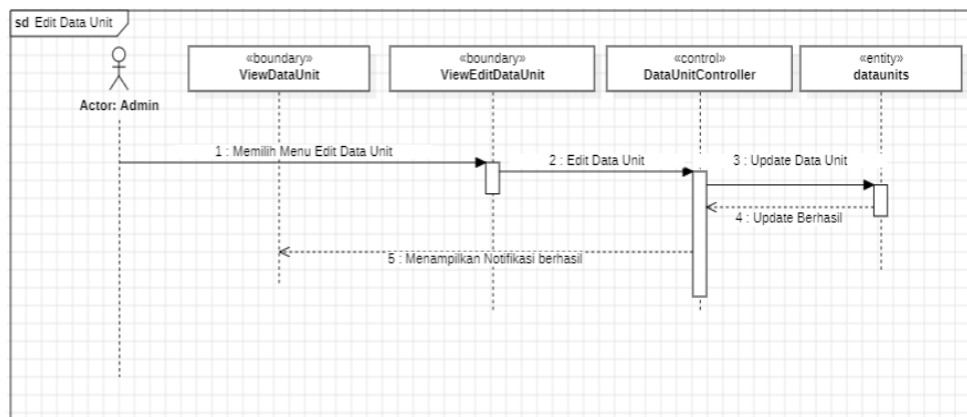 sd Edit Data Unit
«boundary»
ViewDataUnit
«boundary»
ViewEditDataUnit
«control»
DataUnitController
«entity»
dataunits
Actor: Admin
1 : Memilih Menu Edit Data Unit
2 : Edit Data Unit
3 : Update Data Unit
4 : Update Berhasil
5 : Menampilkan Notifikasi berhasil